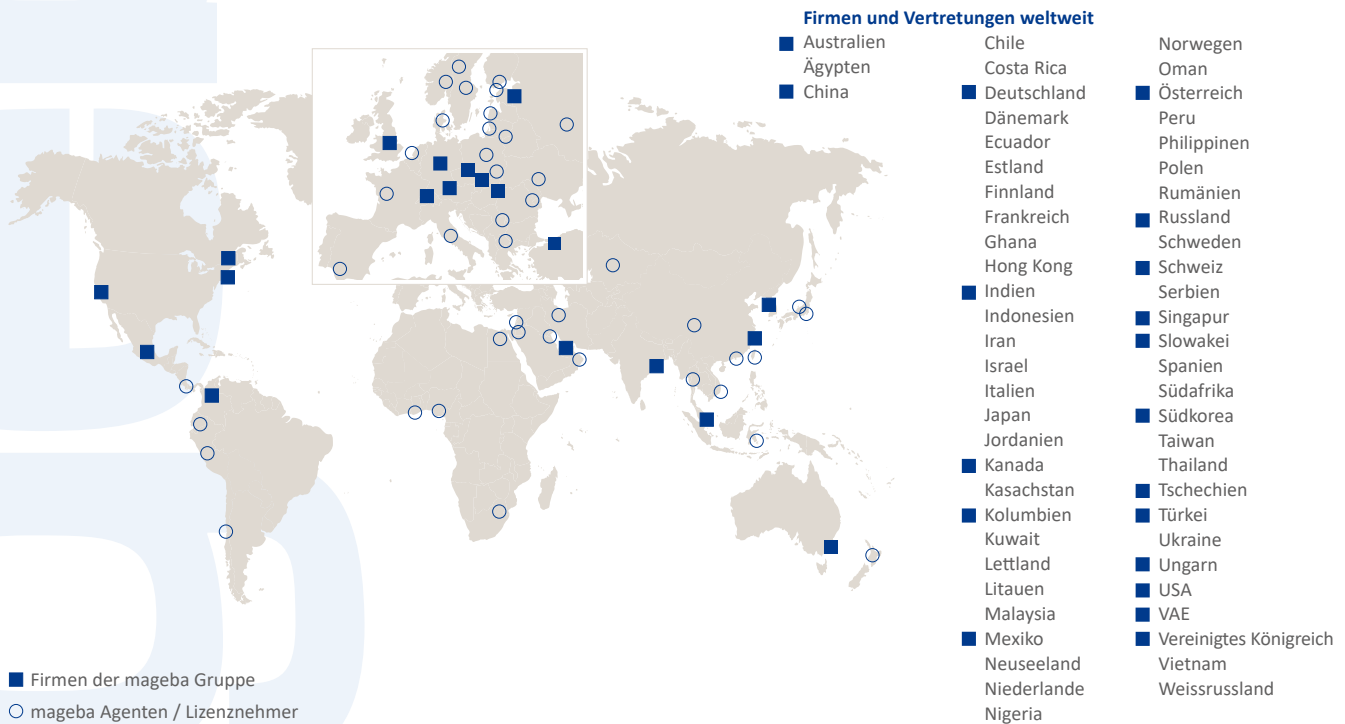 Firmen und Vertretungen weltweit
Australien
Ägypten
China
Chile
Costa Rica
Deutschland
Dänemark
Ecuador
Estland
Finnland
Frankreich
Ghana
Hong Kong
Indien
Indonesien
Iran
Israel
Italien
Japan
Jordanien
Kanada
Kasachstan
Kolumbien
Kuwait
Lettland
Litauen
Malaysia
Mexiko
Neuseeland
Niederlande
Nigeria
Norwegen
Oman
Österreich
Peru
Philippinen
Polen
Rumänien
Russland
Schweden
Schweiz
Serbien
Singapur
Slowakei
Spanien
Südafrika
Südkorea
Taiwan
Thailand
Tschechien
Türkei
Ukraine
Ungarn
USA
VAE
Vereinigtes Königreich
Vietnam
Weissrussland
Firmen der mageba Gruppe
mageba Agenten / Lizenznehmer